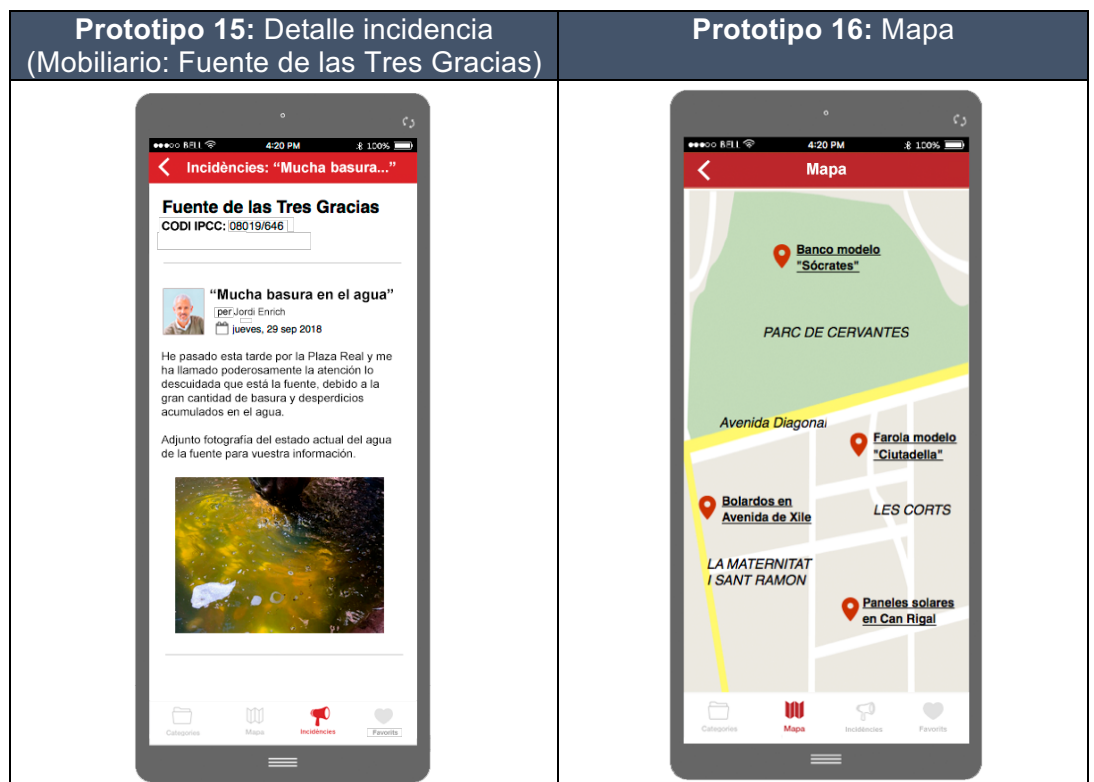 Prototipo 15: Detalle incidencia
(Mobiliario: Fuente de las Tres Gracias)
Prototipo 16: Mapa
BELL 4:20 PM 100%
Incidències: “Mucha basura...”
Fuente de las Tres Gracias
CODI IPCC: 08019/646
“Mucha basura en el agua”
per Jordi Enrich
jueves, 29 sep 2018
He pasado esta tarde por la Plaza Real y me
ha llamado poderosamente la atención lo
descuidada que está la fuente, debido a la
gran cantidad de basura y desperdicios
acumulados en el agua.
Adjunto fotografía del estado actual del agua
de la fuente para vuestra información.
Categories Mapa Incidències Favorits
BELL 4:20 PM 100%
Mapa
Banco modelo
"Sócrates"
PARC DE CERVANTES
Avenida Diagonal
Farola modelo
"Ciutadella"
Bolardos en
Avenida de Xile
LES CORTS
LA MATERNITAT
I SANT RAMON
Paneles solares
en Can Rigal
Categories Mapa Incidències Favorits